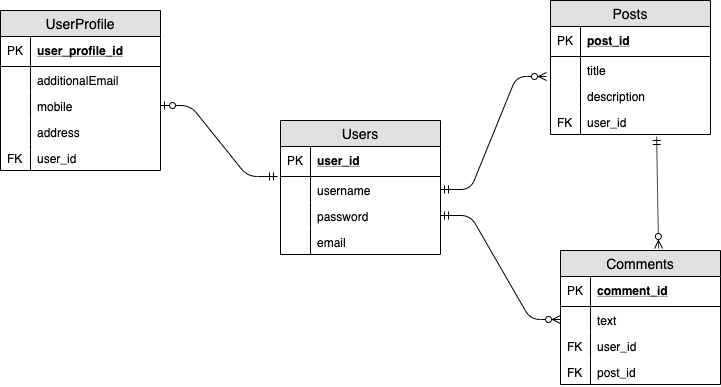 UserProfile
PK user_profile_id
additionalEmail
mobile
address
FK user_id
Users
PK user_id
username
password
email
Posts
PK post_id
title
description
FK user_id
Comments
PK comment_id
text
FK user_id
FK post_id